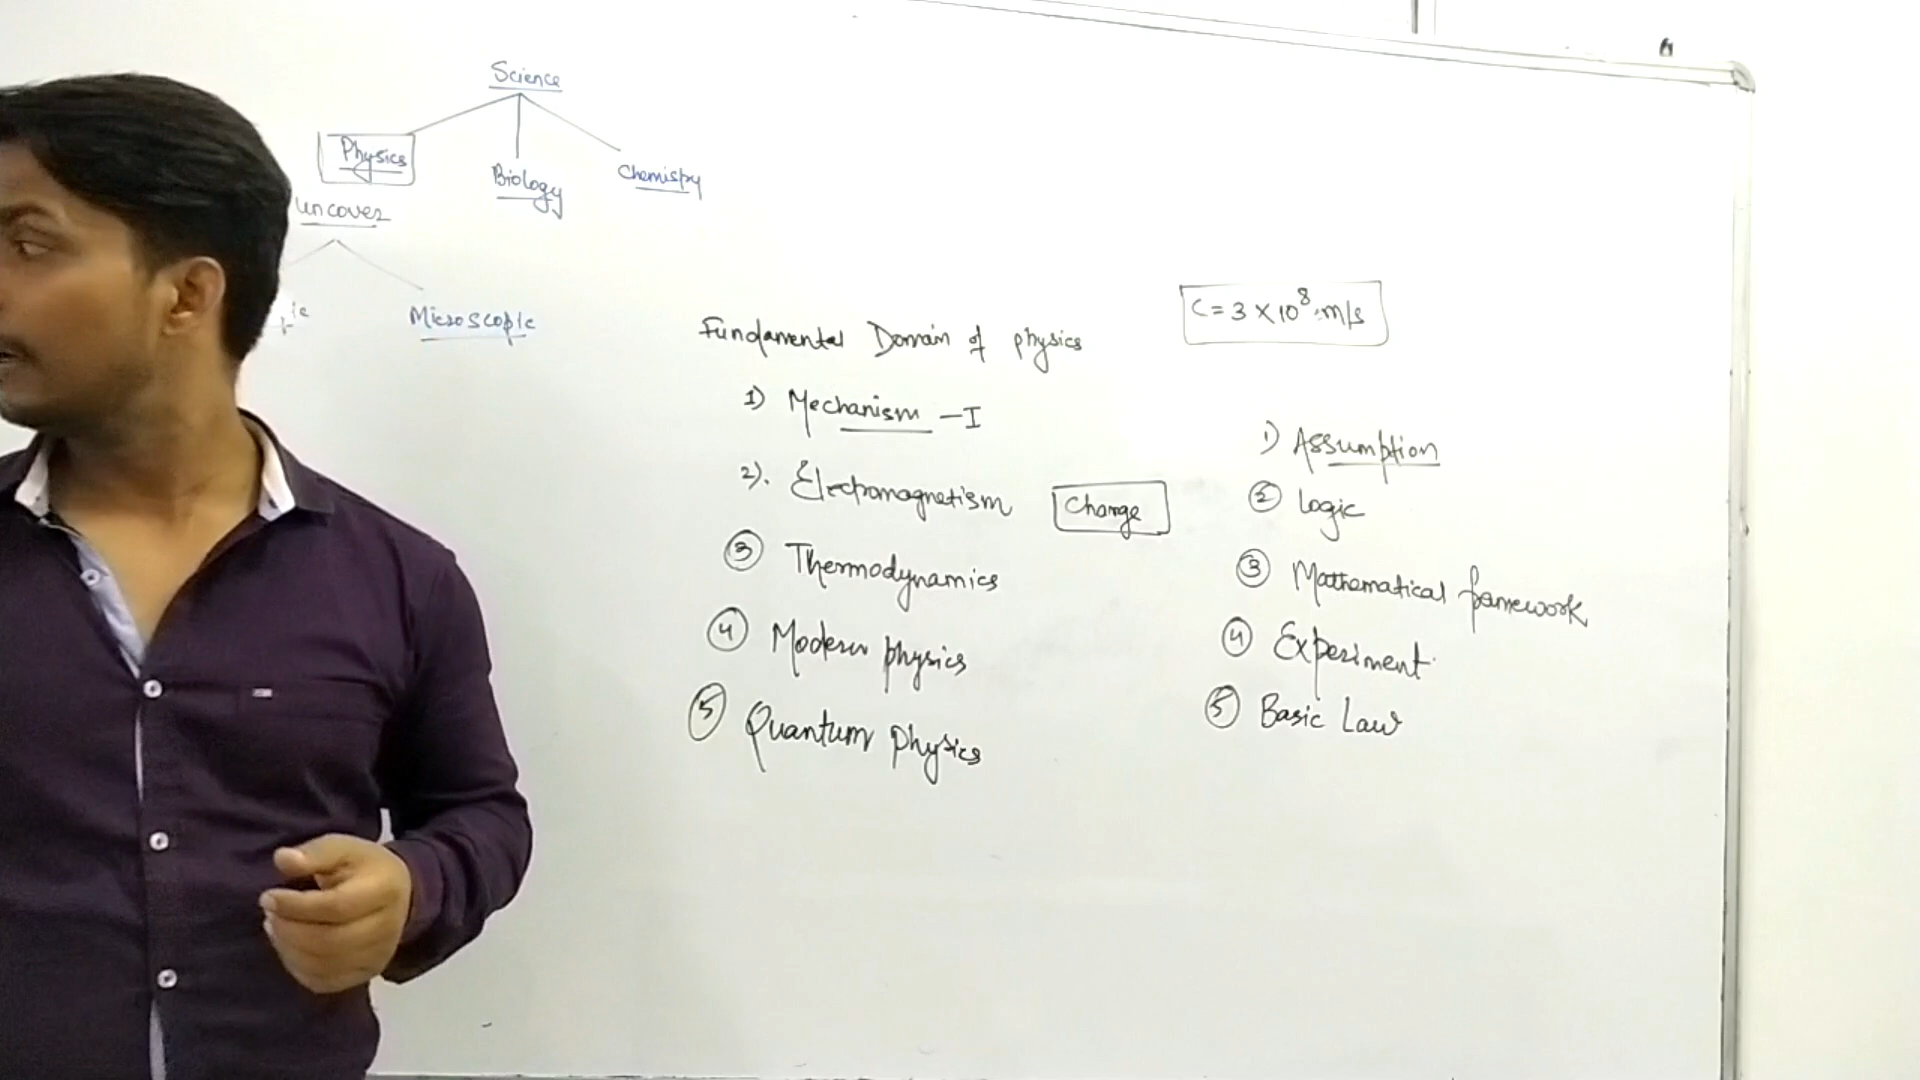 Science
Physics
Biology
Chemistry
Uncover
Microscopic
C = 3 × 10⁸ m/s
Fundamental Domain of physics
1) Mechanism - I
2). Electromagnetism
Change
③ Thermodynamics
④ Modern physics
⑤ Quantum physics
1) Assumption
② Logic
③ Mathematical framework
④ Experiment
⑤ Basic Law